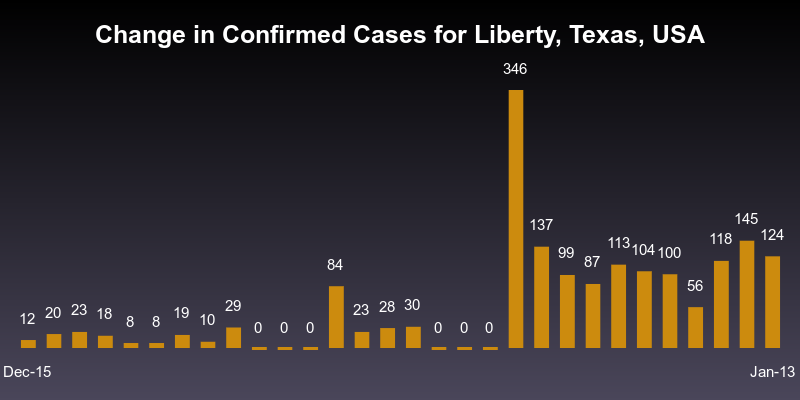 Change in Confirmed Cases for Liberty, Texas, USA
12 20 23 18 8 8 19 10 29 0 0 0 84 23 28 30 0 0 0 346 137 99 87 113 104 100 56 118 145 124
Dec-15 Jan-13